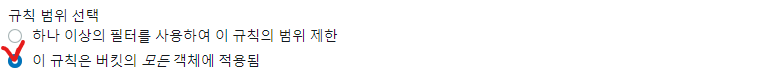 규칙 범위 선택
하나 이상의 필터를 사용하여 이 규칙의 범위 제한
이 규칙은 버킷의 모든 객체에 적용됨